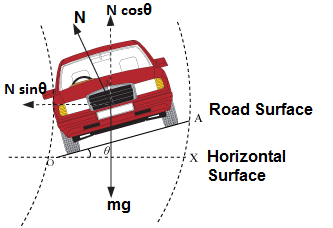 N
N cosθ
N sinθ
A
Road Surface
O
θ
X
Horizontal
Surface
mg